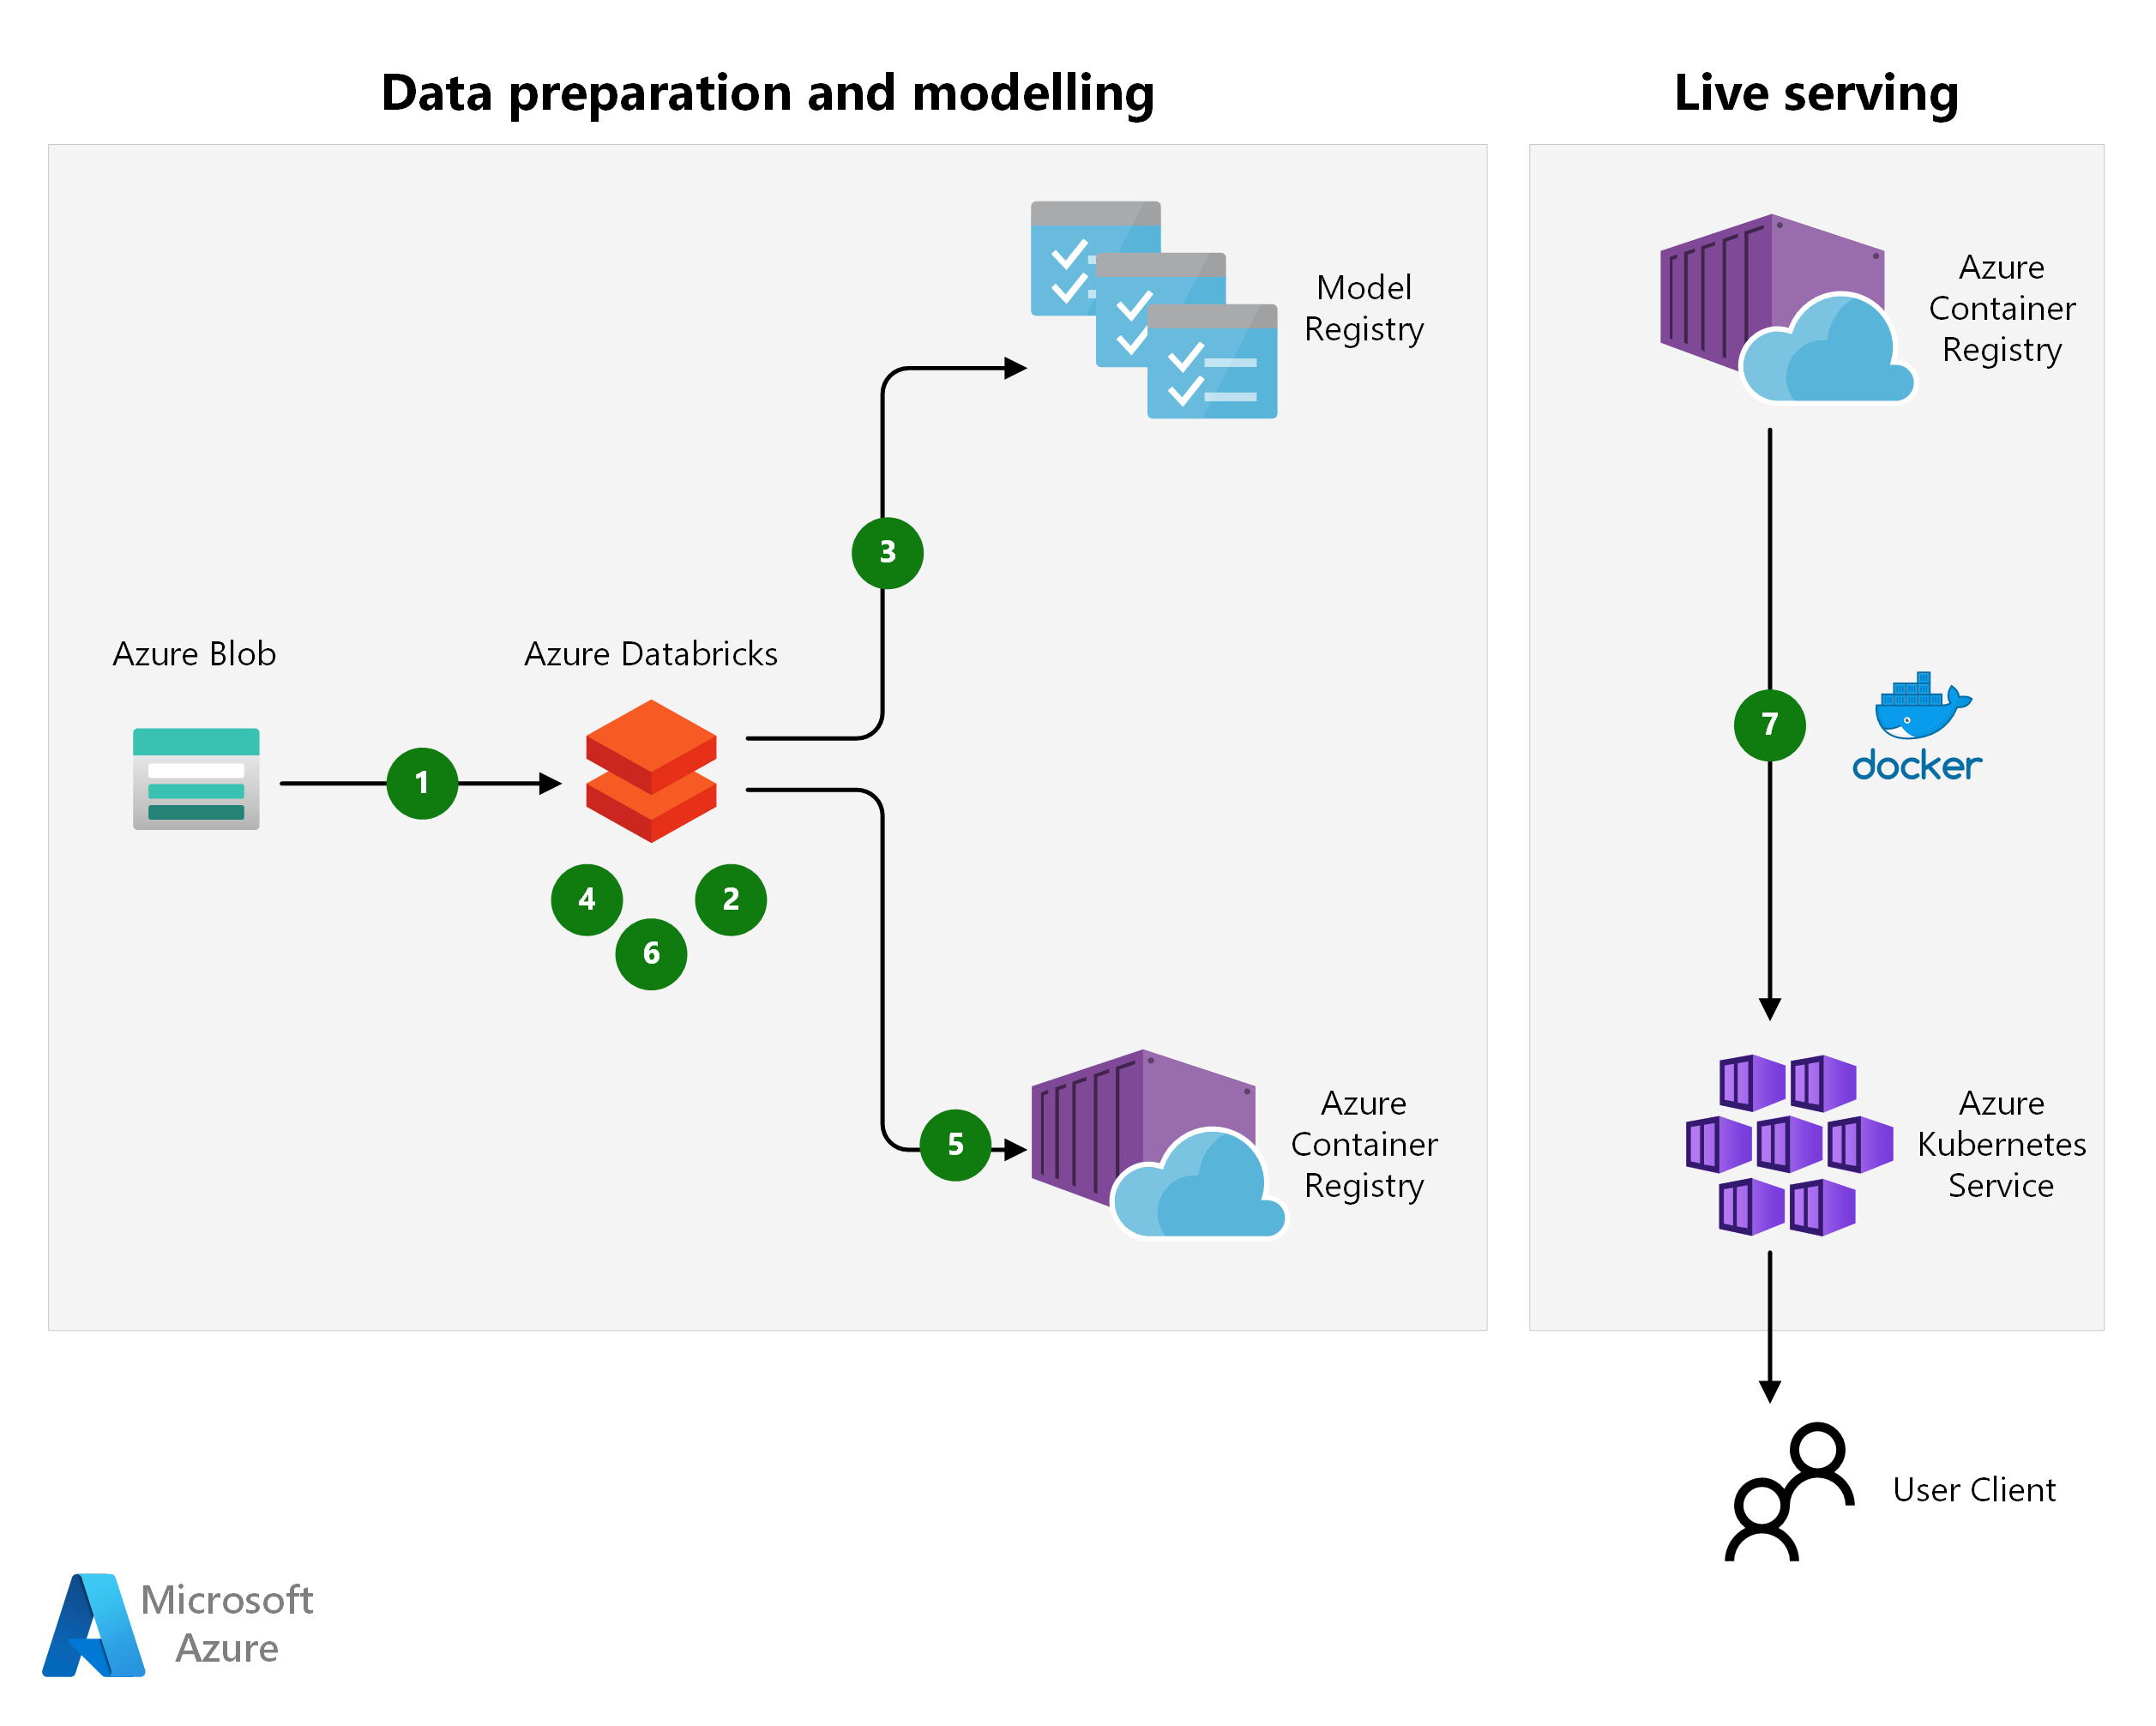 Data preparation and modelling
Live serving
Model
Registry
Azure
Container
Registry
3
Azure Blob
Azure Databricks
1
7
docker
4
2
6
5
Azure
Container
Registry
Azure
Kubernetes
Service
User Client
Microsoft
Azure